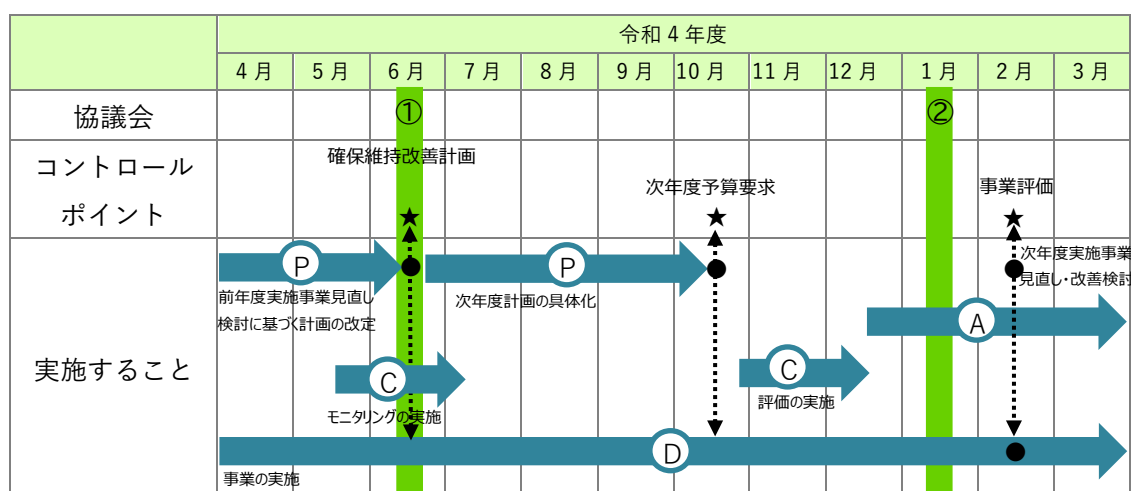 令和4年度
4月 5月 6月 7月 8月 9月 10月 11月 12月 1月 2月 3月
協議会
① ②
コントロール
ポイント
確保維持改善計画
次年度予算要求
事業評価
★ ★ ★
実施すること
P
前年度実施事業見直し
検討に基づく計画の改定
P
次年度計画の具体化
次年度実施事業
見直し・改善検討
A
C
モニタリングの実施
C
評価の実施
D
事業の実施